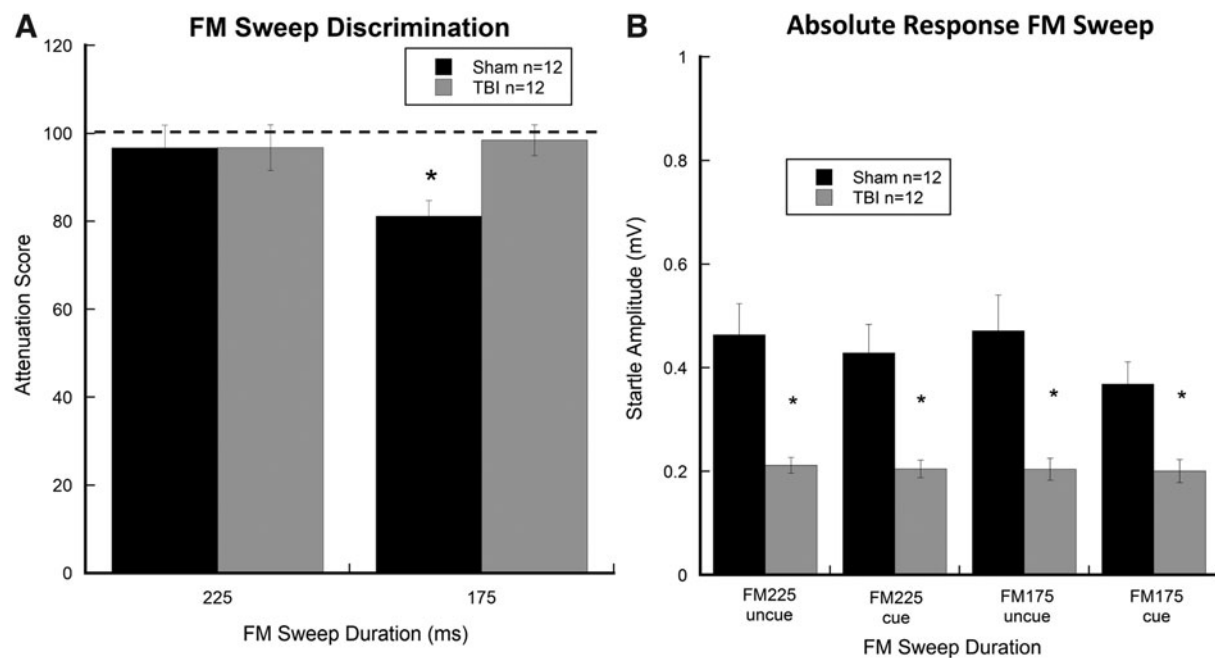 A
FM Sweep Discrimination
Sham n=12
TBI n=12
120
100
80
60
40
20
0
Attenuation Score
*
225
175
FM Sweep Duration (ms)
B
Absolute Response FM Sweep
Sham n=12
TBI n=12
1
0.8
0.6
0.4
0.2
0
Startle Amplitude (mV)
*
*
*
*
FM225
uncue
FM225
cue
FM175
uncue
FM175
cue
FM Sweep Duration